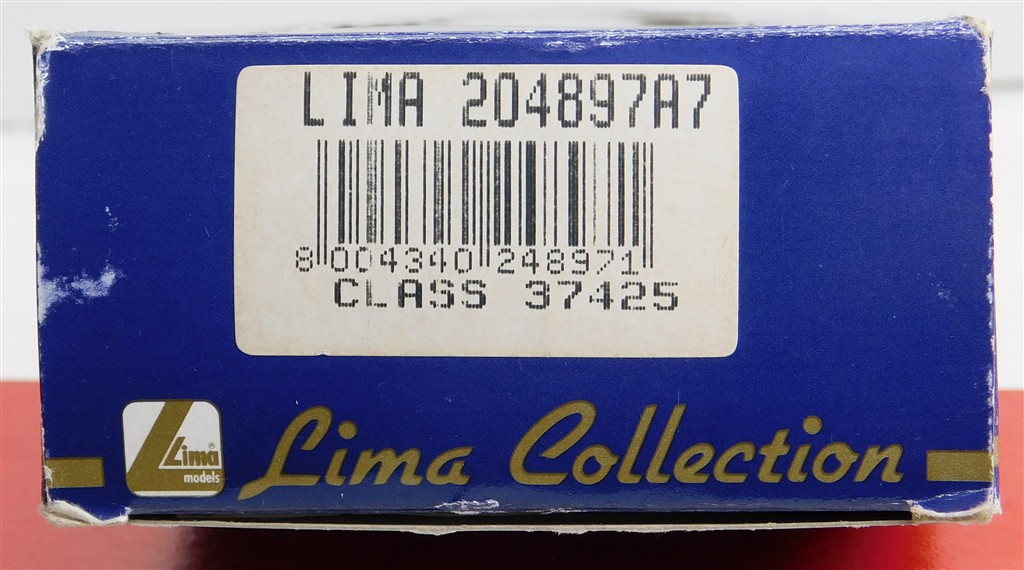 LIMA 204897A7
8 004340 248971
CLASS 37425
Lima®
models
Lima Collection